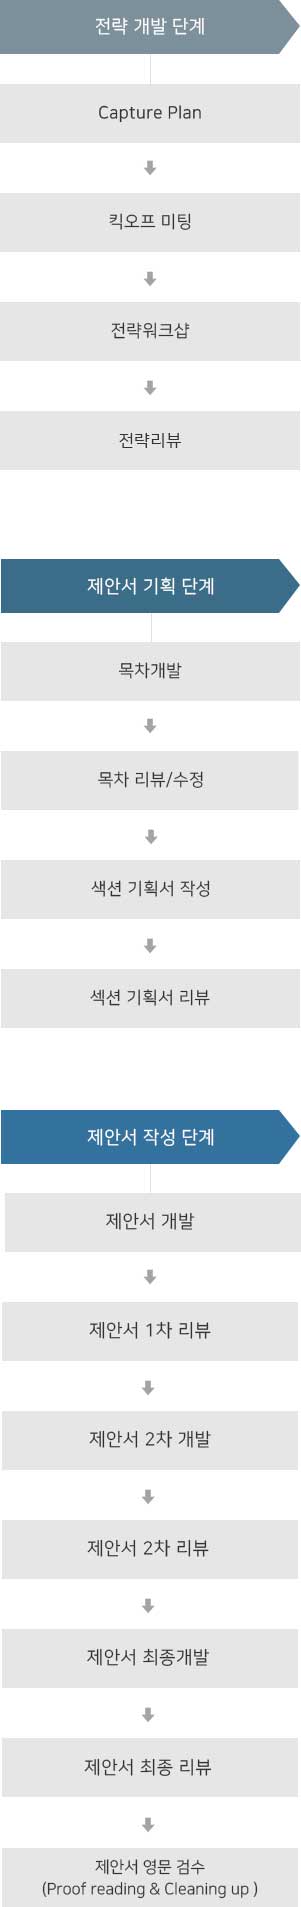 전략 개발 단계
Capture Plan
킥오프 미팅
전략워크샵
전략리뷰
제안서 기획 단계
목차개발
목차 리뷰/수정
색션 기획서 작성
섹션 기획서 리뷰
제안서 작성 단계
제안서 개발
제안서 1차 리뷰
제안서 2차 개발
제안서 2차 리뷰
제안서 최종개발
제안서 최종 리뷰
제안서 영문 검수
(Proof reading & Cleaning up )